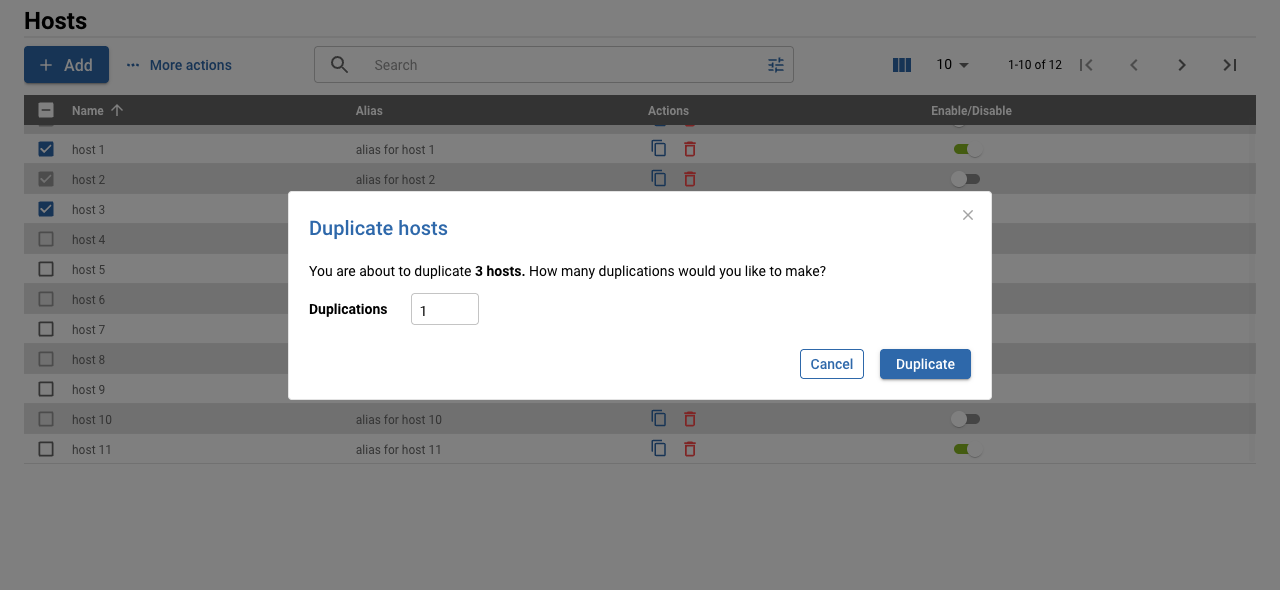 Hosts
Add
More actions
Search
10
1-10 of 12
Name
Alias
Actions
Enable/Disable
host 1
alias for host 1
host 2
alias for host 2
host 3
host 4
host 5
host 6
host 7
host 8
host 9
host 10
alias for host 10
host 11
alias for host 11
Duplicate hosts
You are about to duplicate 3 hosts. How many duplications would you like to make?
Duplications
1
Cancel
Duplicate